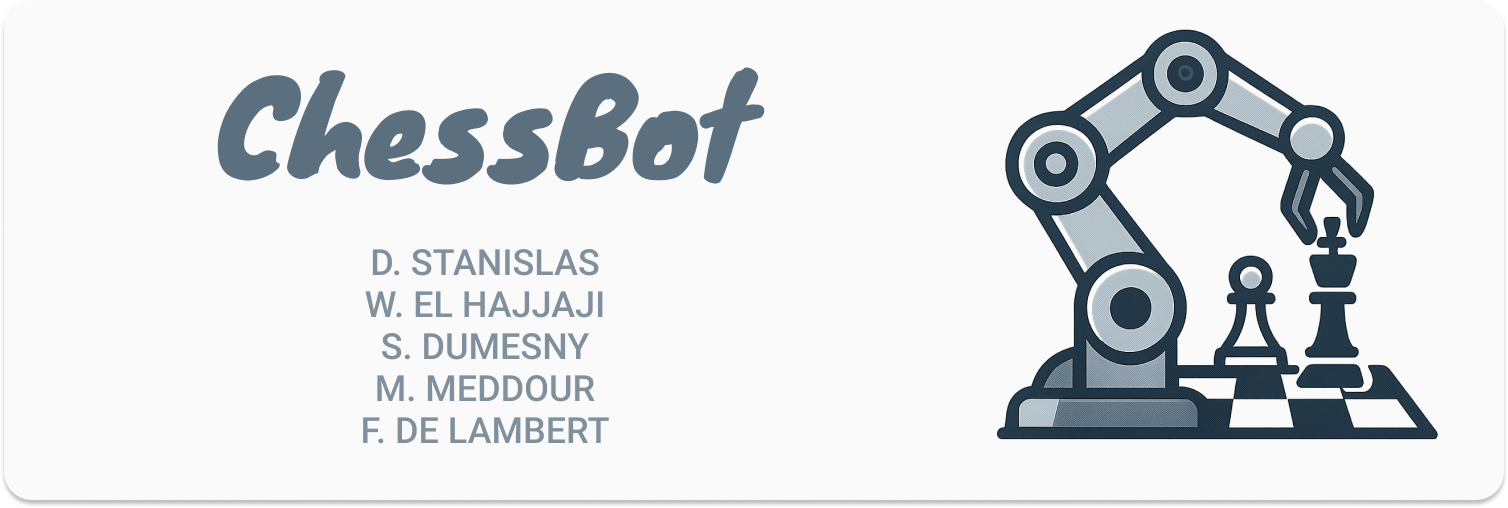 ChessBot
D. STANISLAS
W. EL HAJJAJI
S. DUMESNY
M. MEDDOUR
F. DE LAMBERT